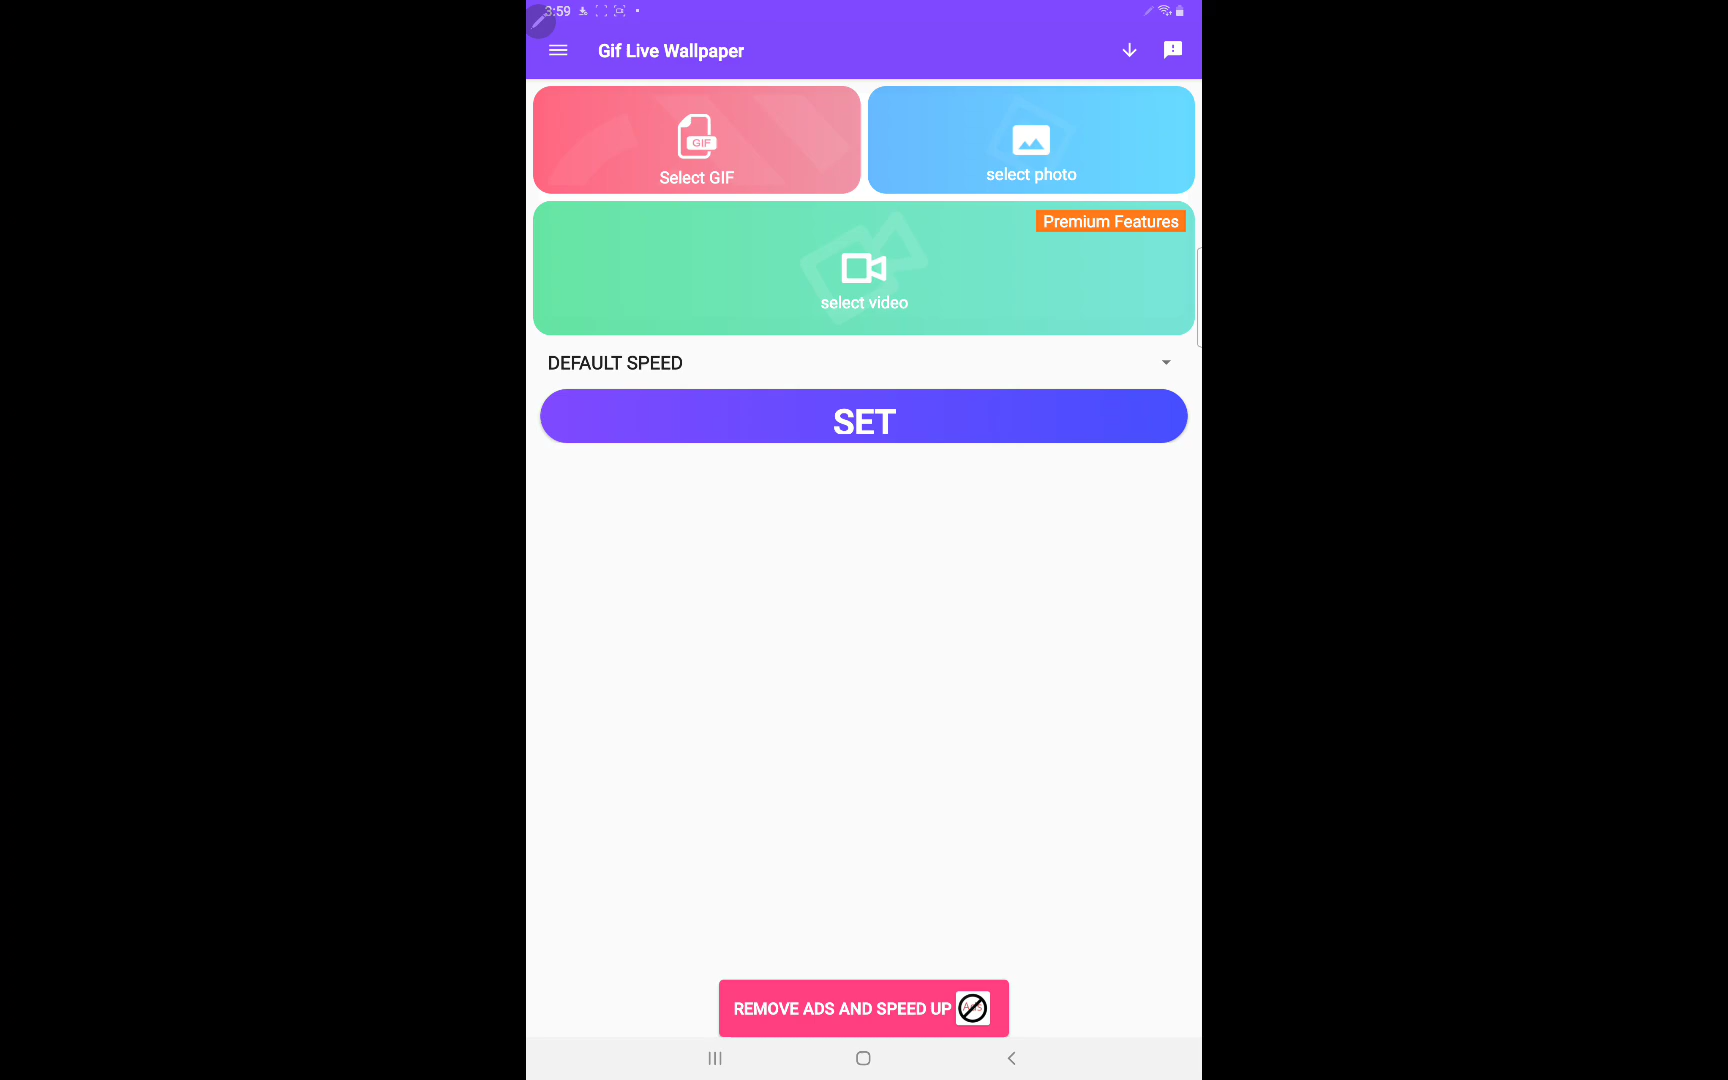 3:59
Gif Live Wallpaper
GIF
Select GIF
select photo
Premium Features
select video
DEFAULT SPEED
SET
REMOVE ADS AND SPEED UP
Ads